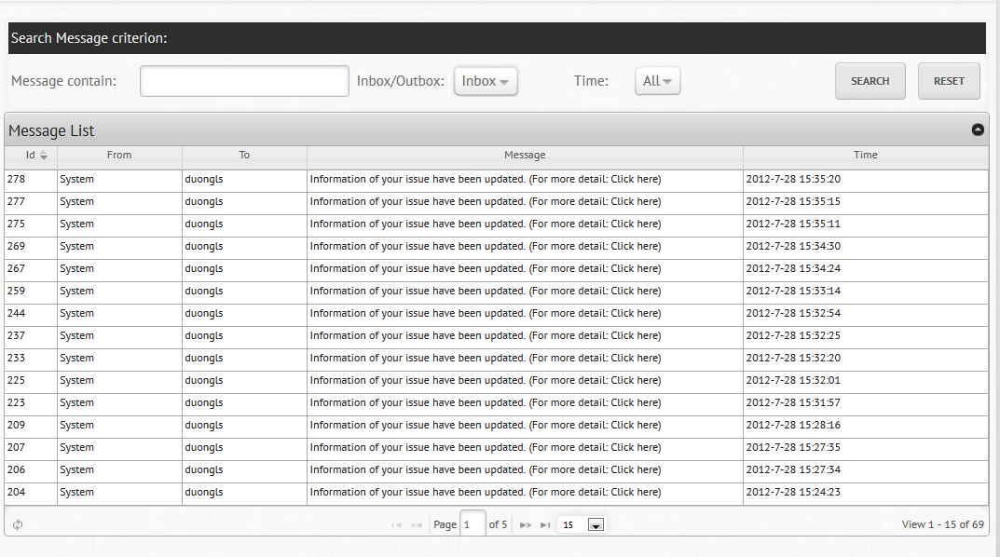 Search Message criterion:
Message contain: Inbox/Outbox: Inbox Time: All SEARCH RESET
Message List
Id From To Message Time
278 System duongls Information of your issue have been updated. (For more detail: Click here) 2012-7-28 15:35:20
277 System duongls Information of your issue have been updated. (For more detail: Click here) 2012-7-28 15:35:15
275 System duongls Information of your issue have been updated. (For more detail: Click here) 2012-7-28 15:35:11
269 System duongls Information of your issue have been updated. (For more detail: Click here) 2012-7-28 15:34:30
267 System duongls Information of your issue have been updated. (For more detail: Click here) 2012-7-28 15:34:24
259 System duongls Information of your issue have been updated. (For more detail: Click here) 2012-7-28 15:33:14
244 System duongls Information of your issue have been updated. (For more detail: Click here) 2012-7-28 15:32:54
237 System duongls Information of your issue have been updated. (For more detail: Click here) 2012-7-28 15:32:25
233 System duongls Information of your issue have been updated. (For more detail: Click here) 2012-7-28 15:32:20
225 System duongls Information of your issue have been updated. (For more detail: Click here) 2012-7-28 15:32:01
223 System duongls Information of your issue have been updated. (For more detail: Click here) 2012-7-28 15:31:57
209 System duongls Information of your issue have been updated. (For more detail: Click here) 2012-7-28 15:28:16
207 System duongls Information of your issue have been updated. (For more detail: Click here) 2012-7-28 15:27:35
206 System duongls Information of your issue have been updated. (For more detail: Click here) 2012-7-28 15:27:34
204 System duongls Information of your issue have been updated. (For more detail: Click here) 2012-7-28 15:24:23
Page 1 of 5 15 View 1 - 15 of 69